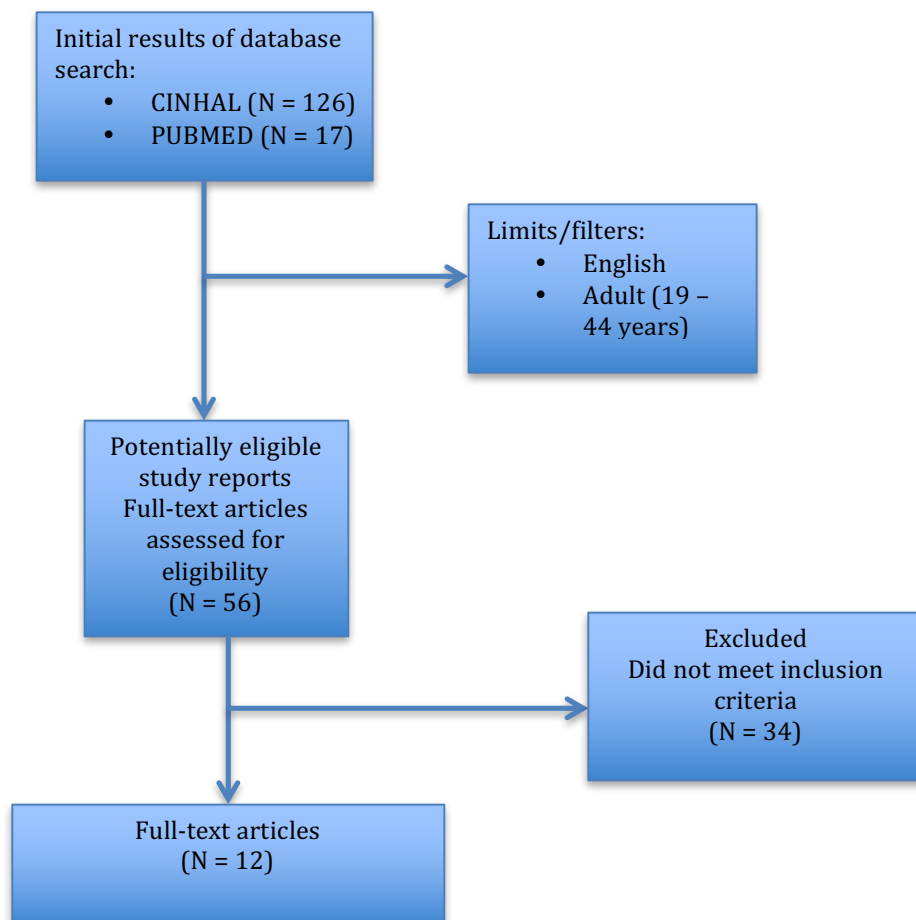 Initial results of database
search:
• CINHAL (N = 126)
• PUBMED (N = 17)
Limits/filters:
• English
• Adult (19 –
44 years)
Potentially eligible
study reports
Full-text articles
assessed for
eligibility
(N = 56)
Excluded
Did not meet inclusion
criteria
(N = 34)
Full-text articles
(N = 12)